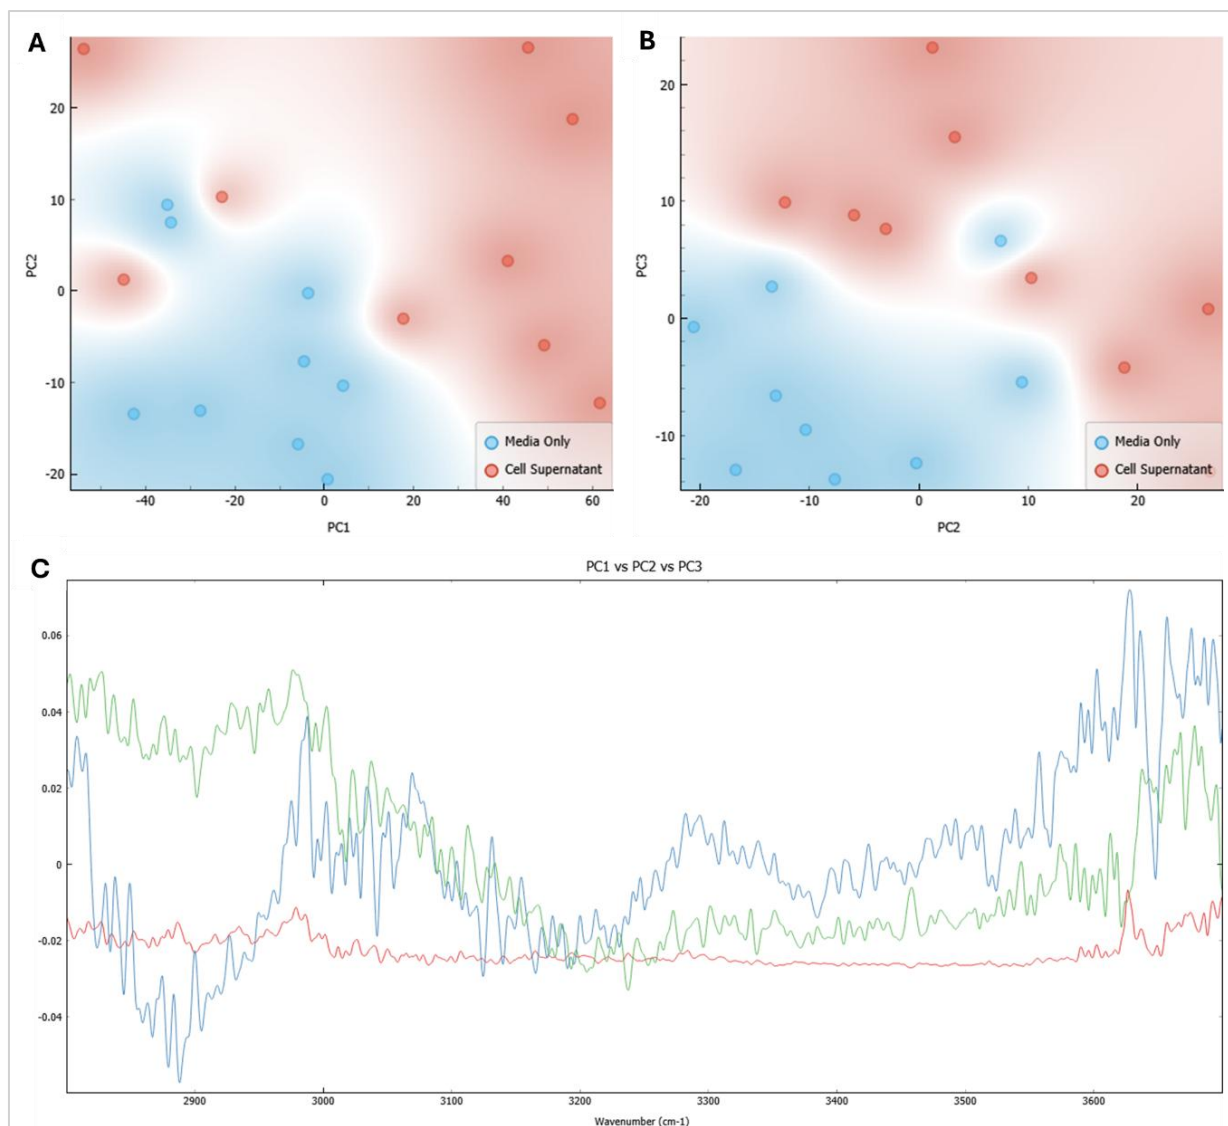 A
B
20
10
0
-10
-20
PC2
-40
-20
0
20
40
60
PC1
Media Only
Cell Supernatant
20
10
0
-10
PC3
-20
-10
0
10
20
PC2
Media Only
Cell Supernatant
C
PC1 vs PC2 vs PC3
0.06
0.04
0.02
0
-0.02
-0.04
2900
3000
3100
3200
3300
3400
3500
3600
Wavenumber (cm-1)